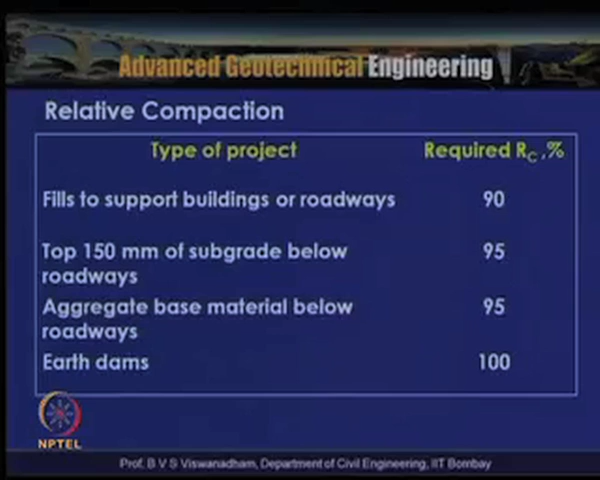 Advanced Geotechnical Engineering
Relative Compaction
Type of project Required RC ,%
Fills to support buildings or roadways 90
Top 150 mm of subgrade below 95
roadways
Aggregate base material below 95
roadways
Earth dams 100
NPTEL
Prof. B V S Viswanadham, Department of Civil Engineering, IIT Bombay